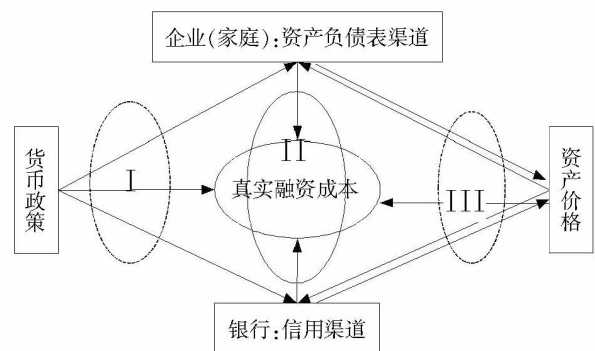 企业(家庭):资产负债表渠道
货币政策
I
II
真实融资成本
III
资产价格
银行:信用渠道